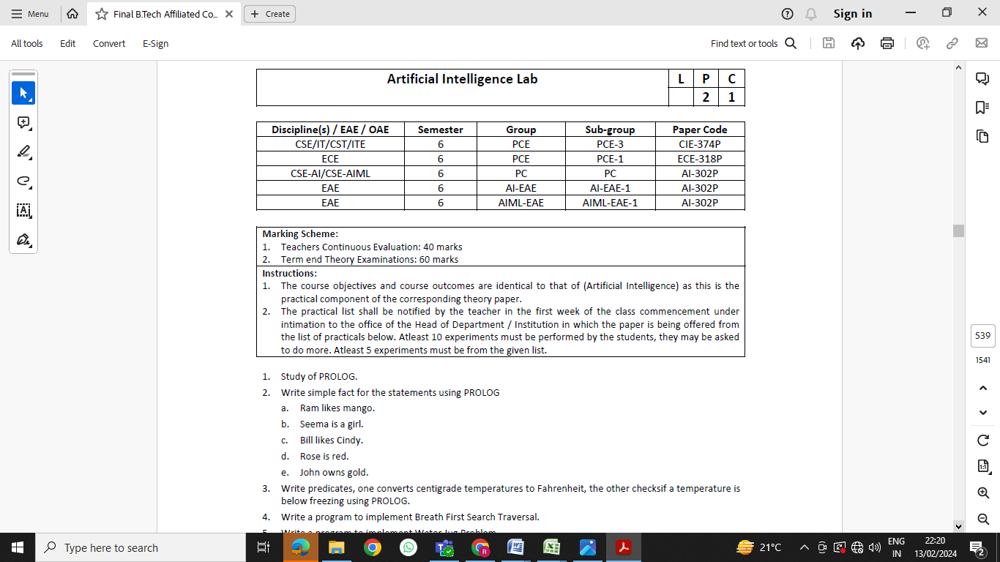 Menu
Final B.Tech Affiliated Co...
Create
Sign in
All tools
Edit
Convert
E-Sign
Find text or tools
Artificial Intelligence Lab L P C
2 1
Discipline(s) / EAE / OAE Semester Group Sub-group Paper Code
CSE/IT/CST/ITE 6 PCE PCE-3 CIE-374P
ECE 6 PCE PCE-1 ECE-318P
CSE-AI/CSE-AIML 6 PC PC AI-302P
EAE 6 AI-EAE AI-EAE-1 AI-302P
EAE 6 AIML-EAE AIML-EAE-1 AI-302P
Marking Scheme:
1. Teachers Continuous Evaluation: 40 marks
2. Term end Theory Examinations: 60 marks
Instructions:
1. The course objectives and course outcomes are identical to that of (Artificial Intelligence) as this is the
practical component of the corresponding theory paper.
2. The practical list shall be notified by the teacher in the first week of the class commencement under
intimation to the office of the Head of Department / Institution in which the paper is being offered from
the list of practicals below. Atleast 10 experiments must be performed by the students, they may be asked
to do more. Atleast 5 experiments must be from the given list.
1. Study of PROLOG.
2. Write simple fact for the statements using PROLOG
a. Ram likes mango.
b. Seema is a girl.
c. Bill likes Cindy.
d. Rose is red.
e. John owns gold.
3. Write predicates, one converts centigrade temperatures to Fahrenheit, the other checksif a temperature is
below freezing using PROLOG.
4. Write a program to implement Breath First Search Traversal.
5. Write a program to implement Water Jug Problem.
539
1541
1:1
Type here to search
21°C
ENG
IN
22:20
13/02/2024
2